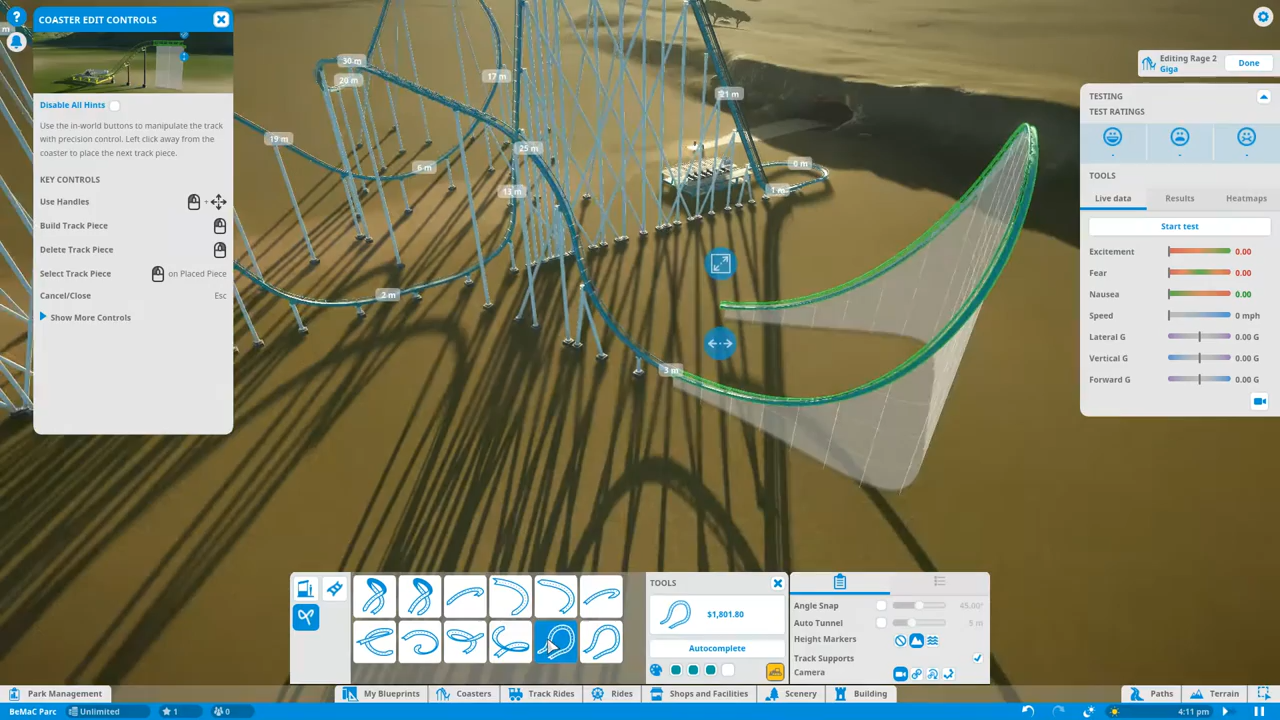 COASTER EDIT CONTROLS
Disable All Hints
Use the in-world buttons to manipulate the track
with precision control. Left click away from the
coaster to place the next track piece.
KEY CONTROLS
Use Handles
+
Build Track Piece
Delete Track Piece
Select Track Piece
on Placed Piece
Cancel/Close
Esc
Show More Controls
?
m
30 m
20 m
17 m
21 m
19 m
6 m
25 m
13 m
0 m
1 m
2 m
3 m
Editing Rage 2
Giga
Done
TESTING
TEST RATINGS
- - -
TOOLS
Live data
Results
Heatmaps
Start test
Excitement 0.00
Fear 0.00
Nausea 0.00
Speed 0 mph
Lateral G 0.00 G
Vertical G 0.00 G
Forward G 0.00 G
TOOLS
$1,801.80
Autocomplete
Angle Snap 45.00°
Auto Tunnel 8 m
Height Markers
Track Supports
Camera
Park Management
My Blueprints
Coasters
Track Rides
Rides
Shops and Facilities
Scenery
Building
Paths
Terrain
BeMaC Parc
Unlimited
1
0
4:11 pm